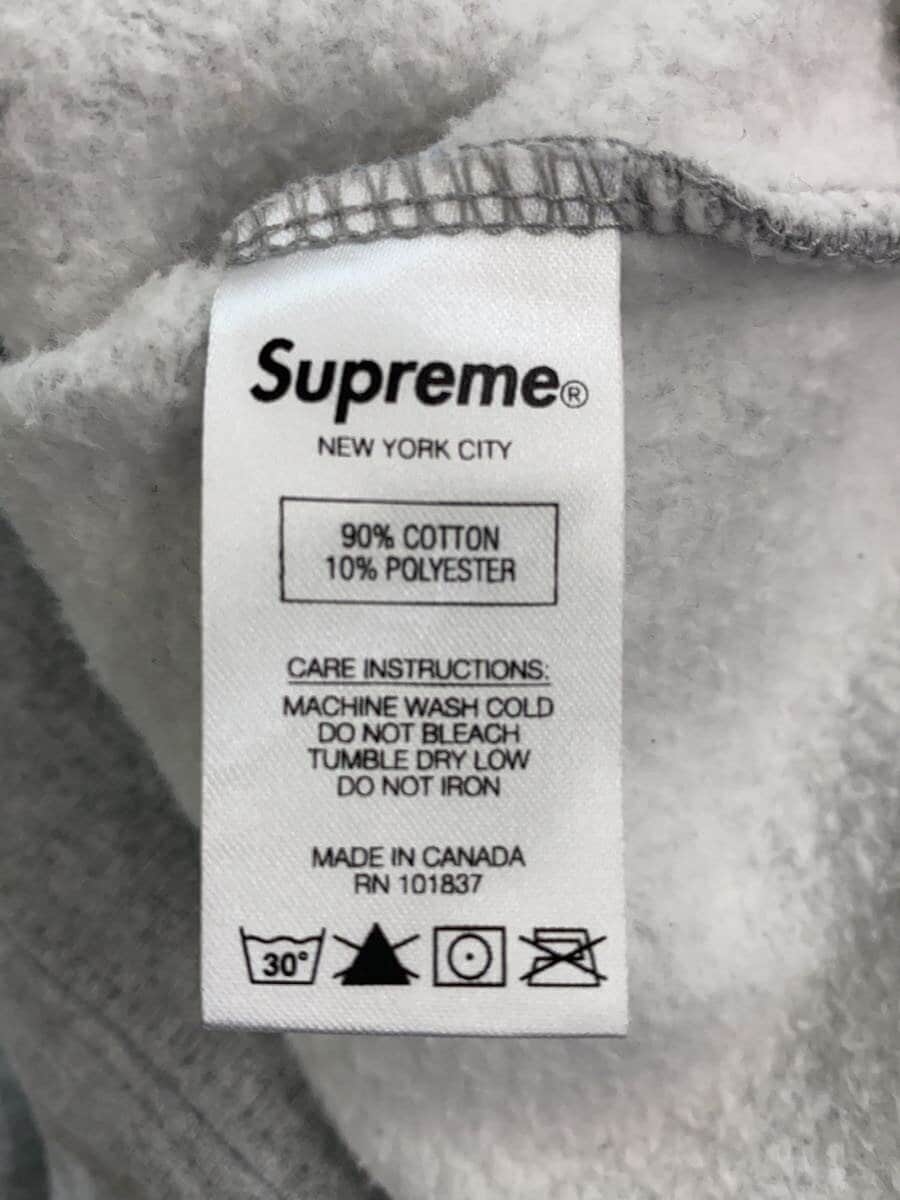 Supreme®
NEW YORK CITY
90% COTTON
10% POLYESTER
CARE INSTRUCTIONS:
MACHINE WASH COLD
DO NOT BLEACH
TUMBLE DRY LOW
DO NOT IRON
MADE IN CANADA
RN 101837
30°